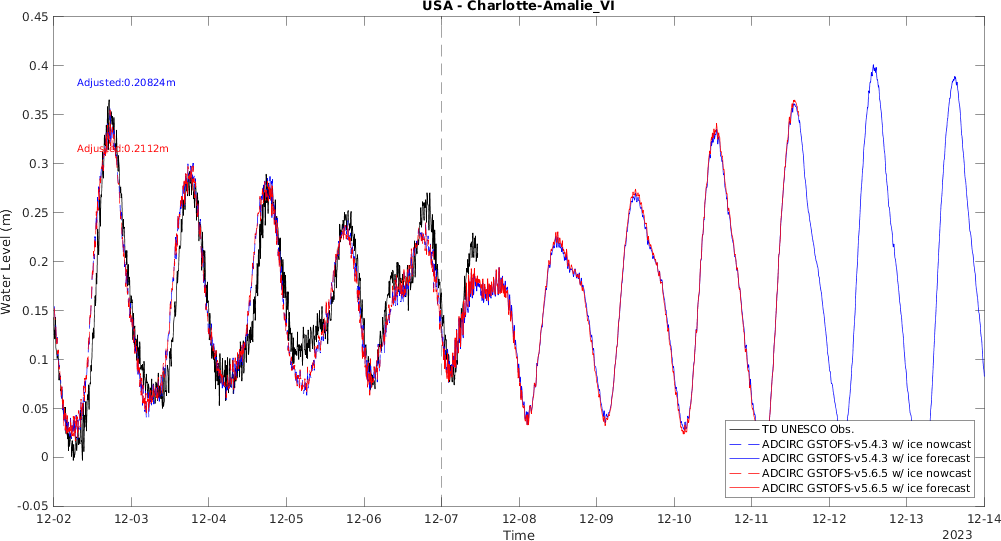 USA - Charlotte-Amalie_VI
0.45
0.4
Adjusted:0.20824m
0.35
Adjusted:0.2112m
0.3
0.25
0.2
0.15
0.1
0.05
0
-0.05
Water Level (m)
TD UNESCO Obs.
ADCIRC GSTOFS-v5.4.3 w/ ice nowcast
ADCIRC GSTOFS-v5.4.3 w/ ice forecast
ADCIRC GSTOFS-v5.6.5 w/ ice nowcast
ADCIRC GSTOFS-v5.6.5 w/ ice forecast
12-02 12-03 12-04 12-05 12-06 12-07 12-08 12-09 12-10 12-11 12-12 12-13 12-14
Time
2023